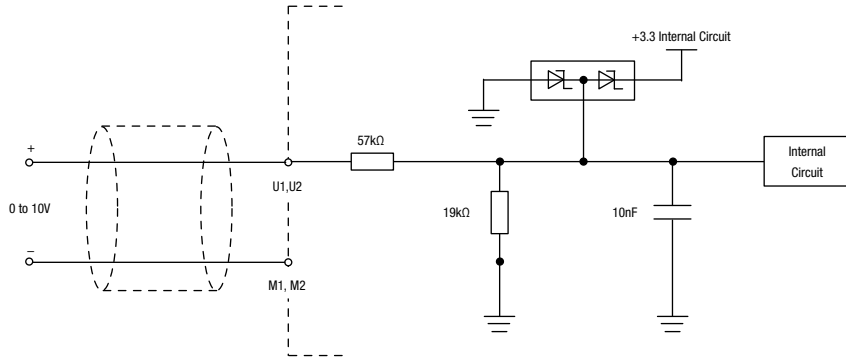 +3.3 Internal Circuit
57kΩ
+
U1,U2
Internal
Circuit
0 to 10V
19kΩ
10nF
−
M1, M2